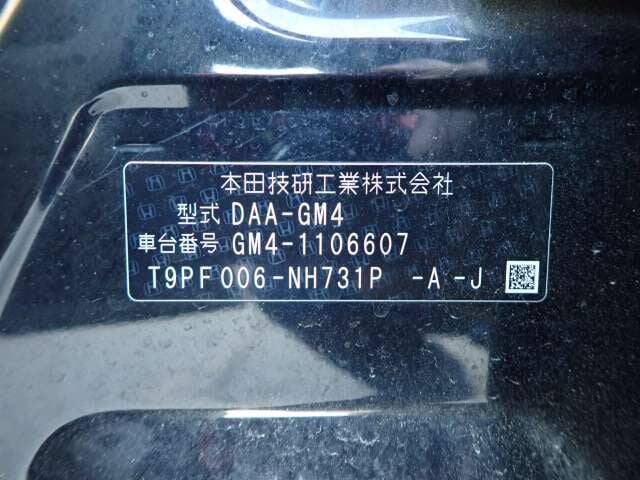 本田技研工業株式会社
型式 DAA-GM4
車台番号 GM4-1106607
T9PF006-NH731P -A-J